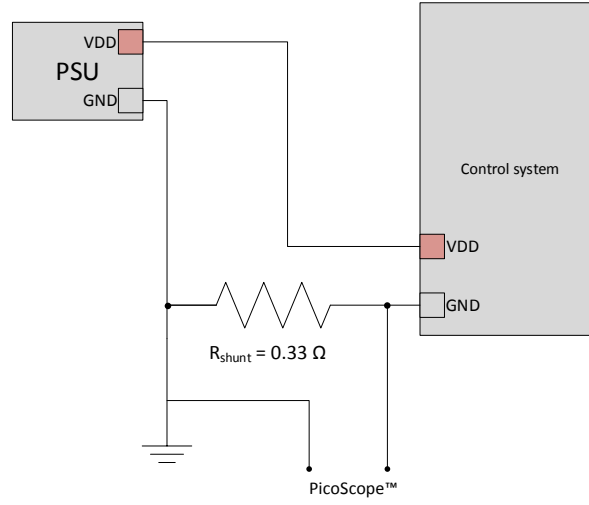 VDD
PSU
GND
Control system
VDD
GND
Rshunt = 0.33 Ω
PicoScope™